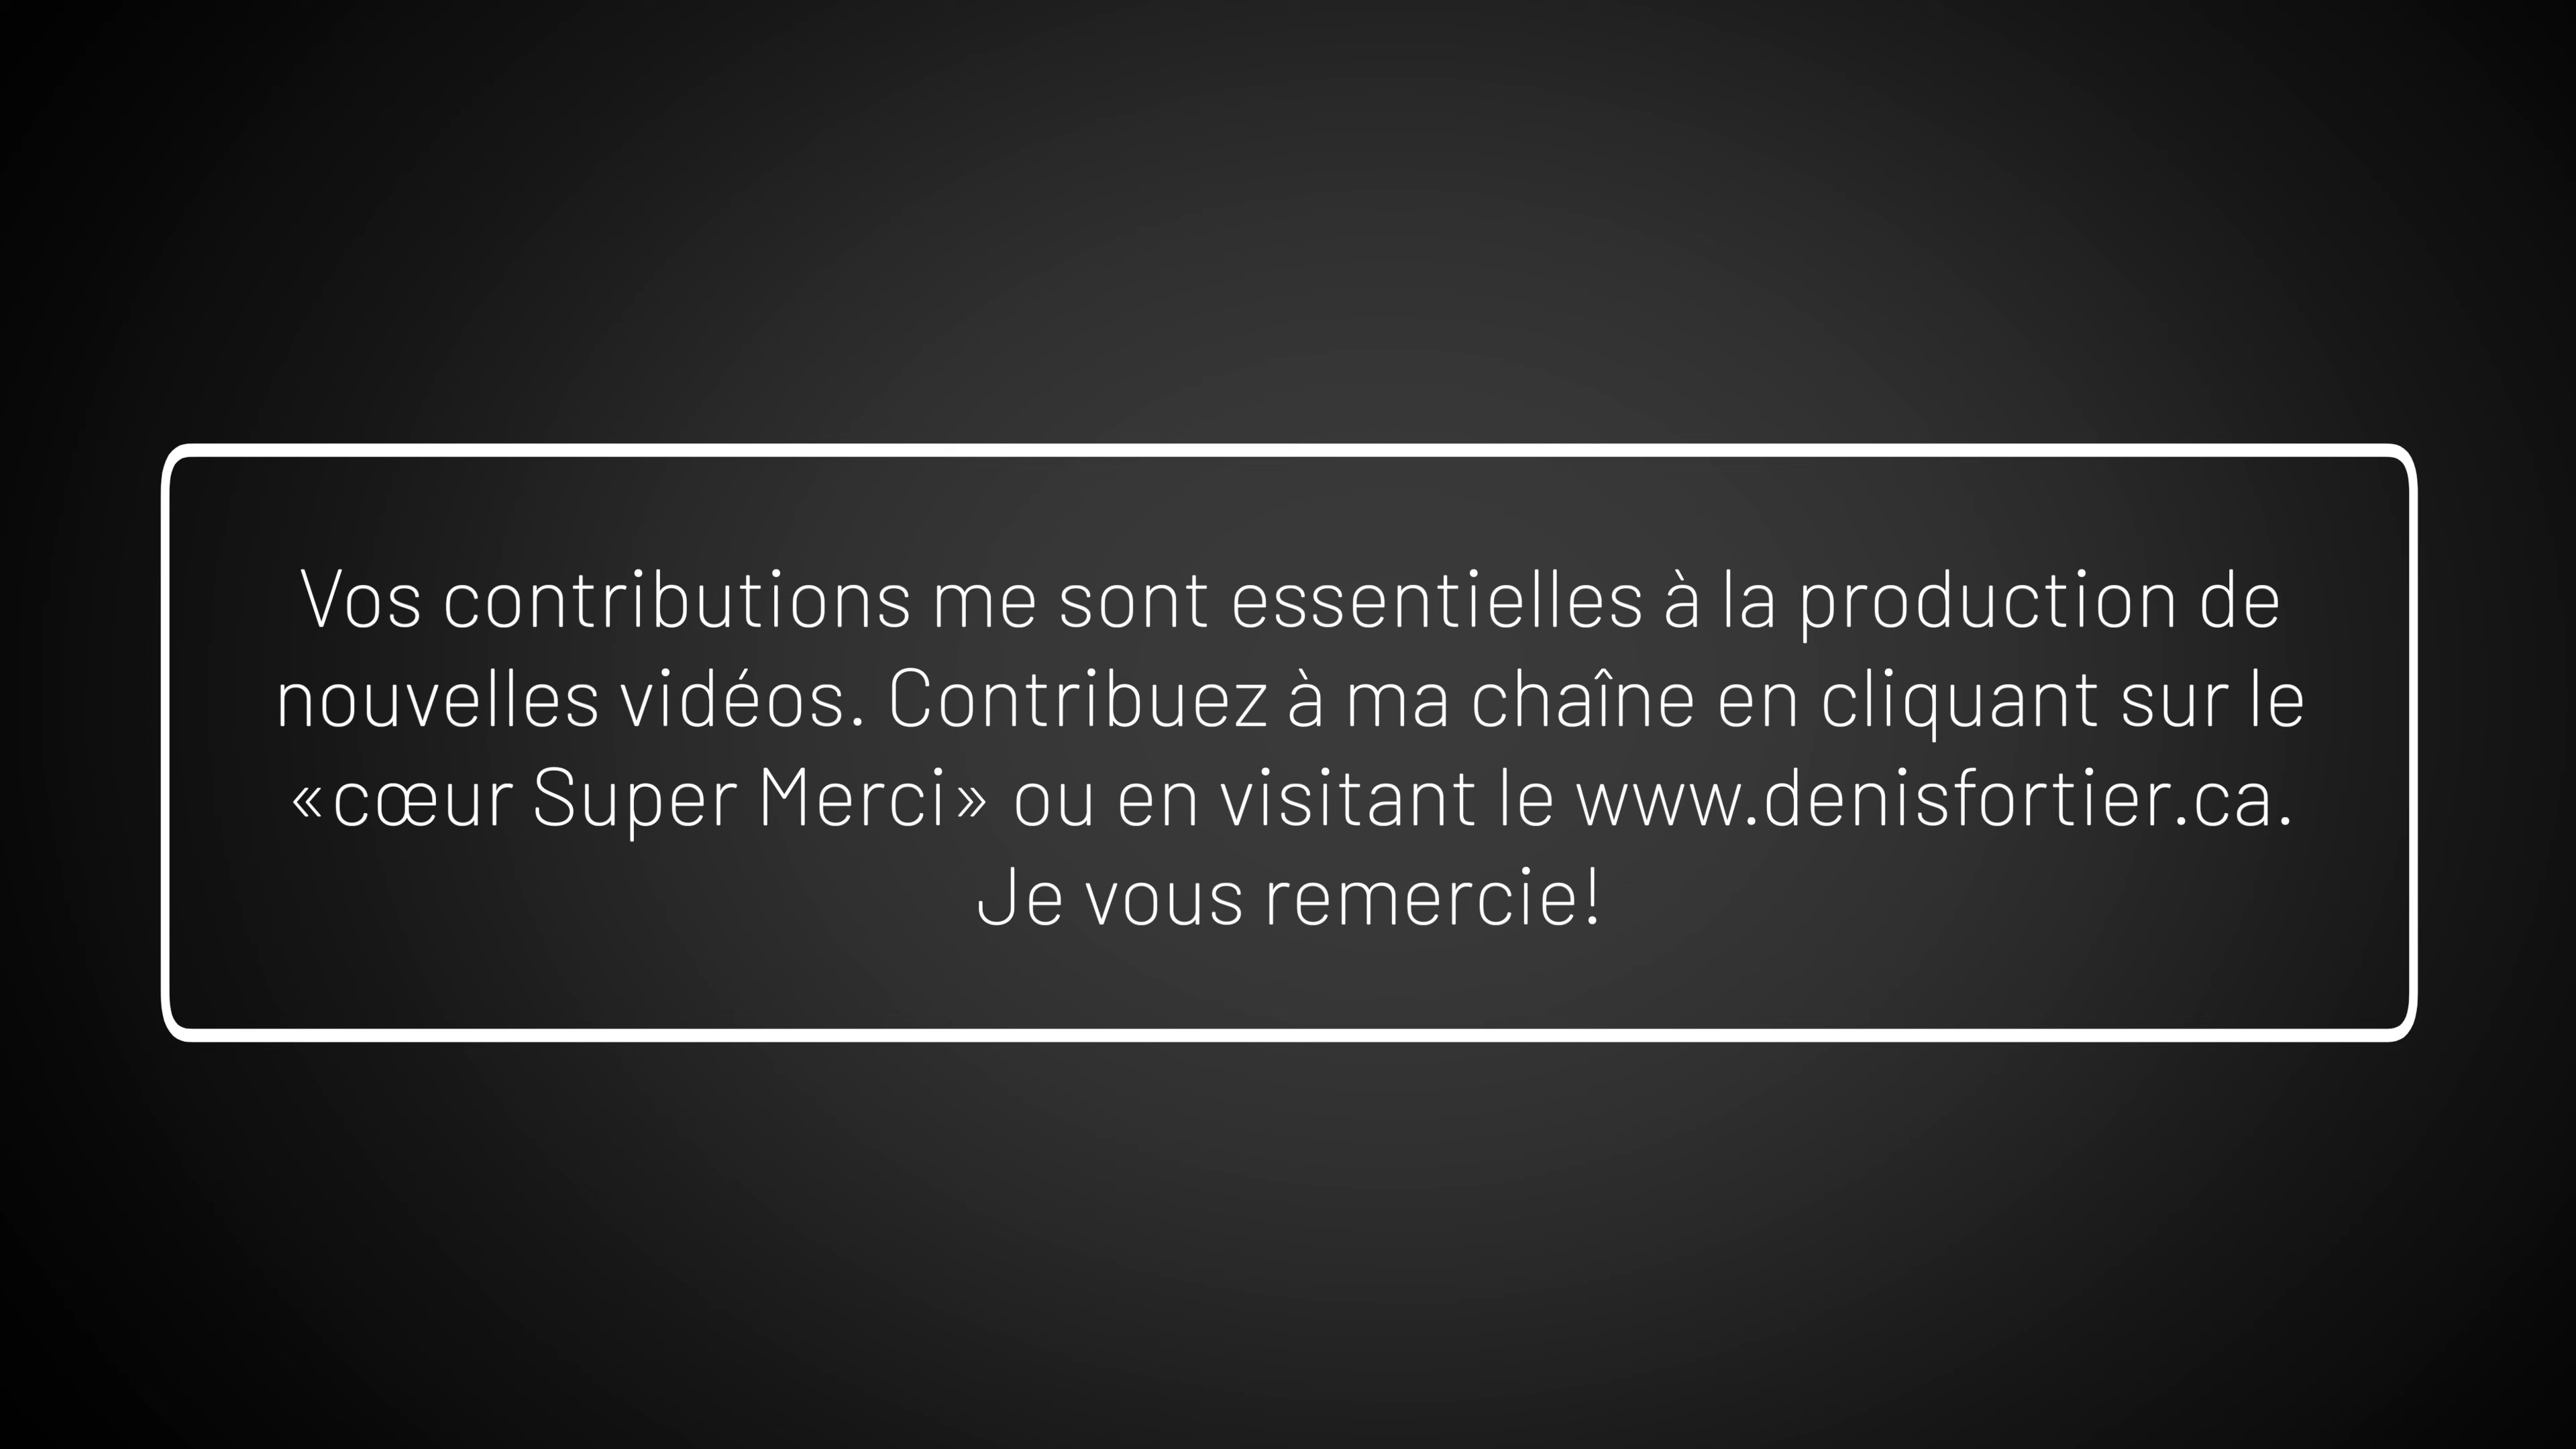 Vos contributions me sont essentielles à la production de
nouvelles vidéos. Contribuez à ma chaîne en cliquant sur le
«cœur Super Merci» ou en visitant le www.denisfortier.ca.
Je vous remercie!